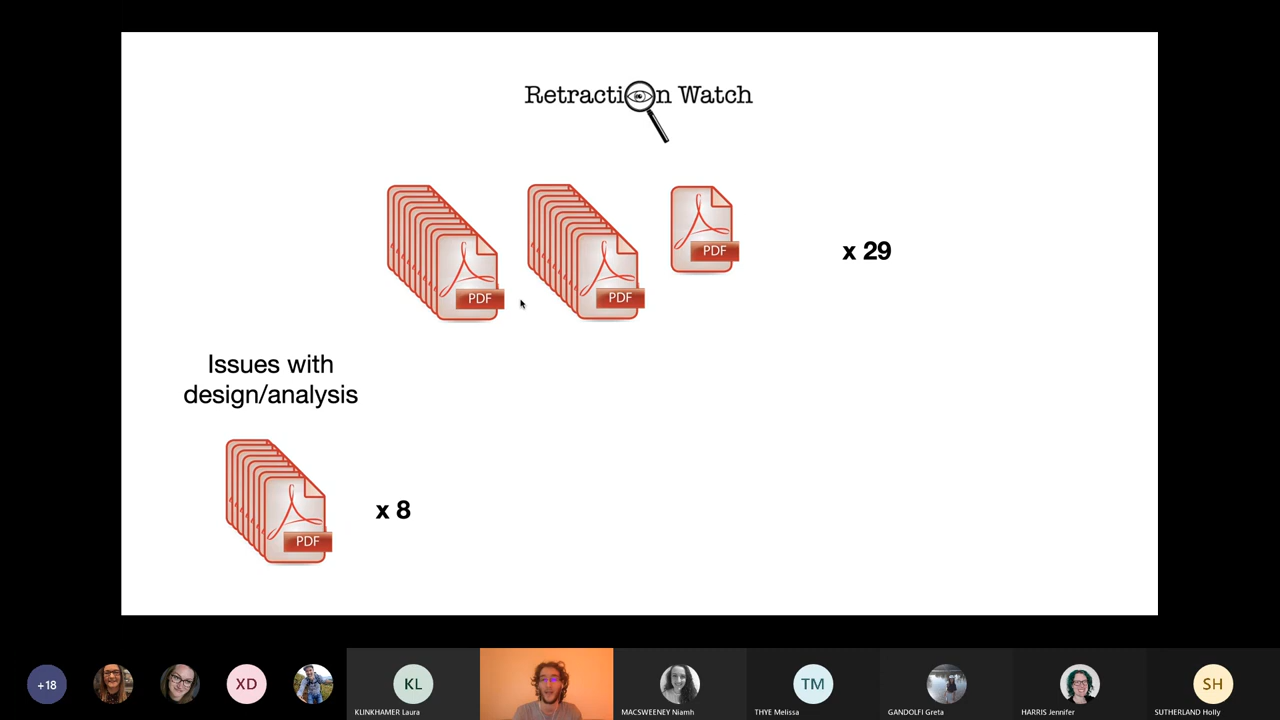 Retraction Watch
PDF
PDF
PDF
x 29
Issues with
design/analysis
PDF
x 8
+18
XD
KL
KLINKHAMER Laura
MACSWEENEY Niamh
TM
THYE Melissa
GANDOLFI Greta
HARRIS Jennifer
SH
SUTHERLAND Holly